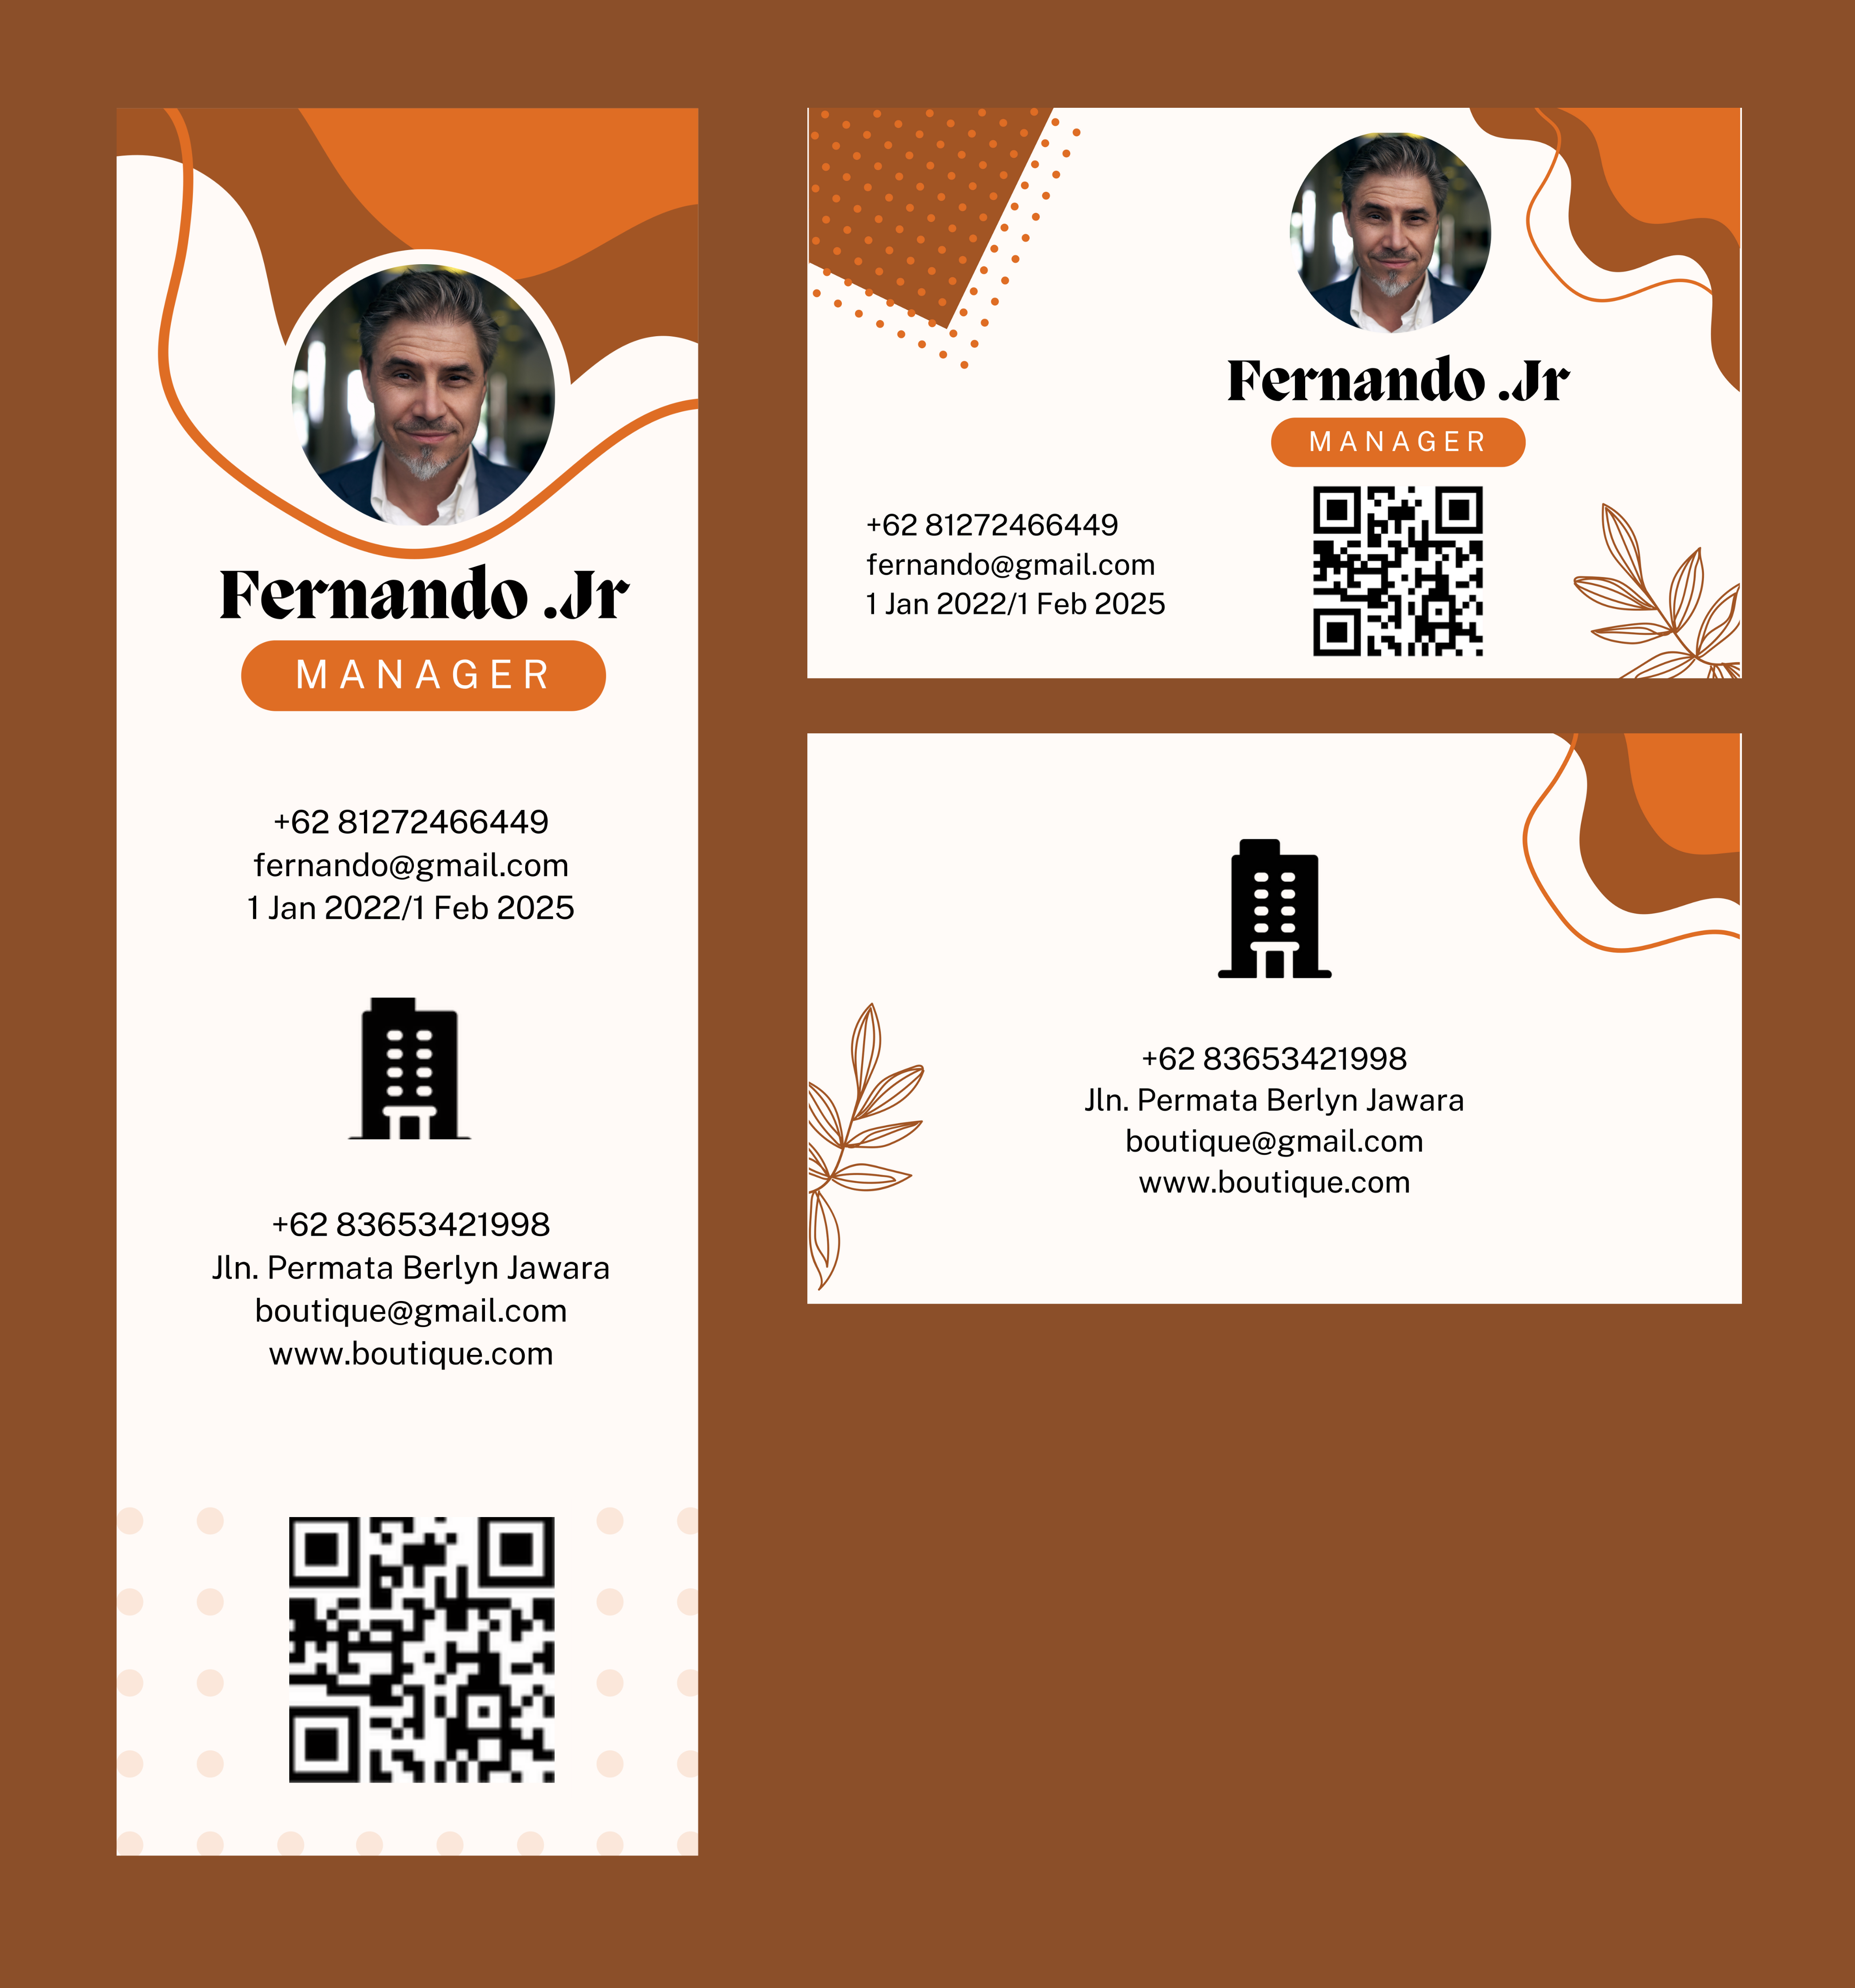 Fernando .Jr
MANAGER
+62 81272466449
fernando@gmail.com
1 Jan 2022/1 Feb 2025
+62 83653421998
Jln. Permata Berlyn Jawara
boutique@gmail.com
www.boutique.com
Fernando .Jr
MANAGER
+62 81272466449
fernando@gmail.com
1 Jan 2022/1 Feb 2025
+62 83653421998
Jln. Permata Berlyn Jawara
boutique@gmail.com
www.boutique.com